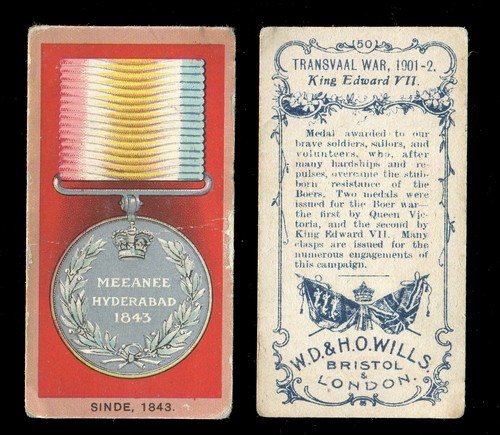 MEEANEE
HYDERABAD
1843
SINDE, 1843.
(50)
TRANSVAAL WAR, 1901-2.
King Edward VII.
Medal awarded to our
brave soldiers, sailors, and
volunteers, who, after
many hardships and re-
pulses, overcame the stub-
born resistance of the
Boers. Two medals were
issued for the Boer war—
the first by Queen Vic-
toria, and the second by
King Edward VII. Many
clasps are issued for the
numerous engagements of
this campaign.
W.D. & H.O. WILLS,
BRISTOL
&
LONDON.